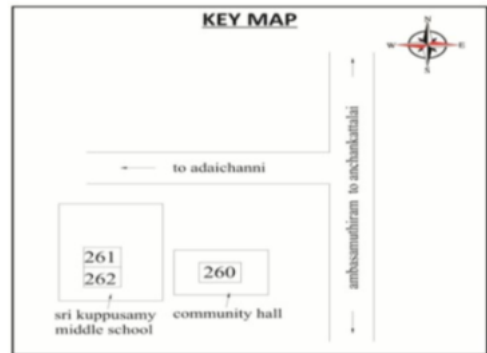 KEY MAP
N
W E
S
to adaichanni
ambasamuthiram to anchankattalai
261
262
260
sri kuppusamy
middle school
community hall